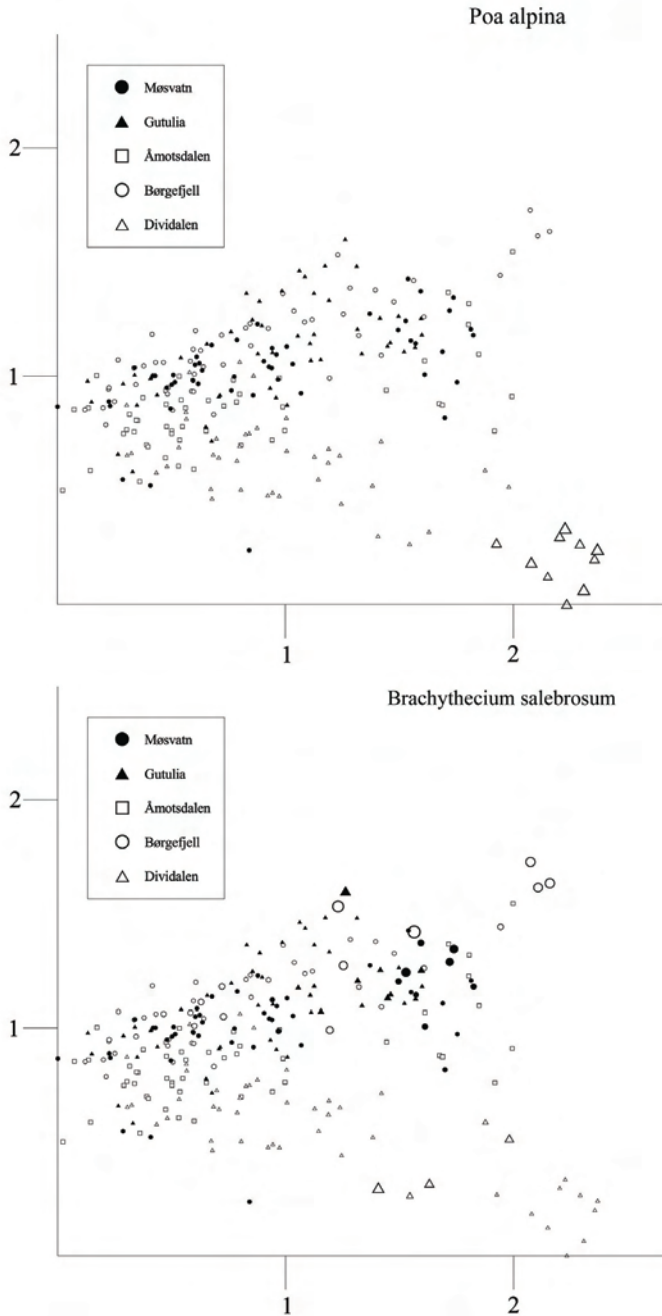 Poa alpina
Møsvatn
Gutulia
Åmotsdalen
Børgefjell
Dividalen
2
1
1
2
Brachythecium salebrosum
Møsvatn
Gutulia
Åmotsdalen
Børgefjell
Dividalen
2
1
1
2